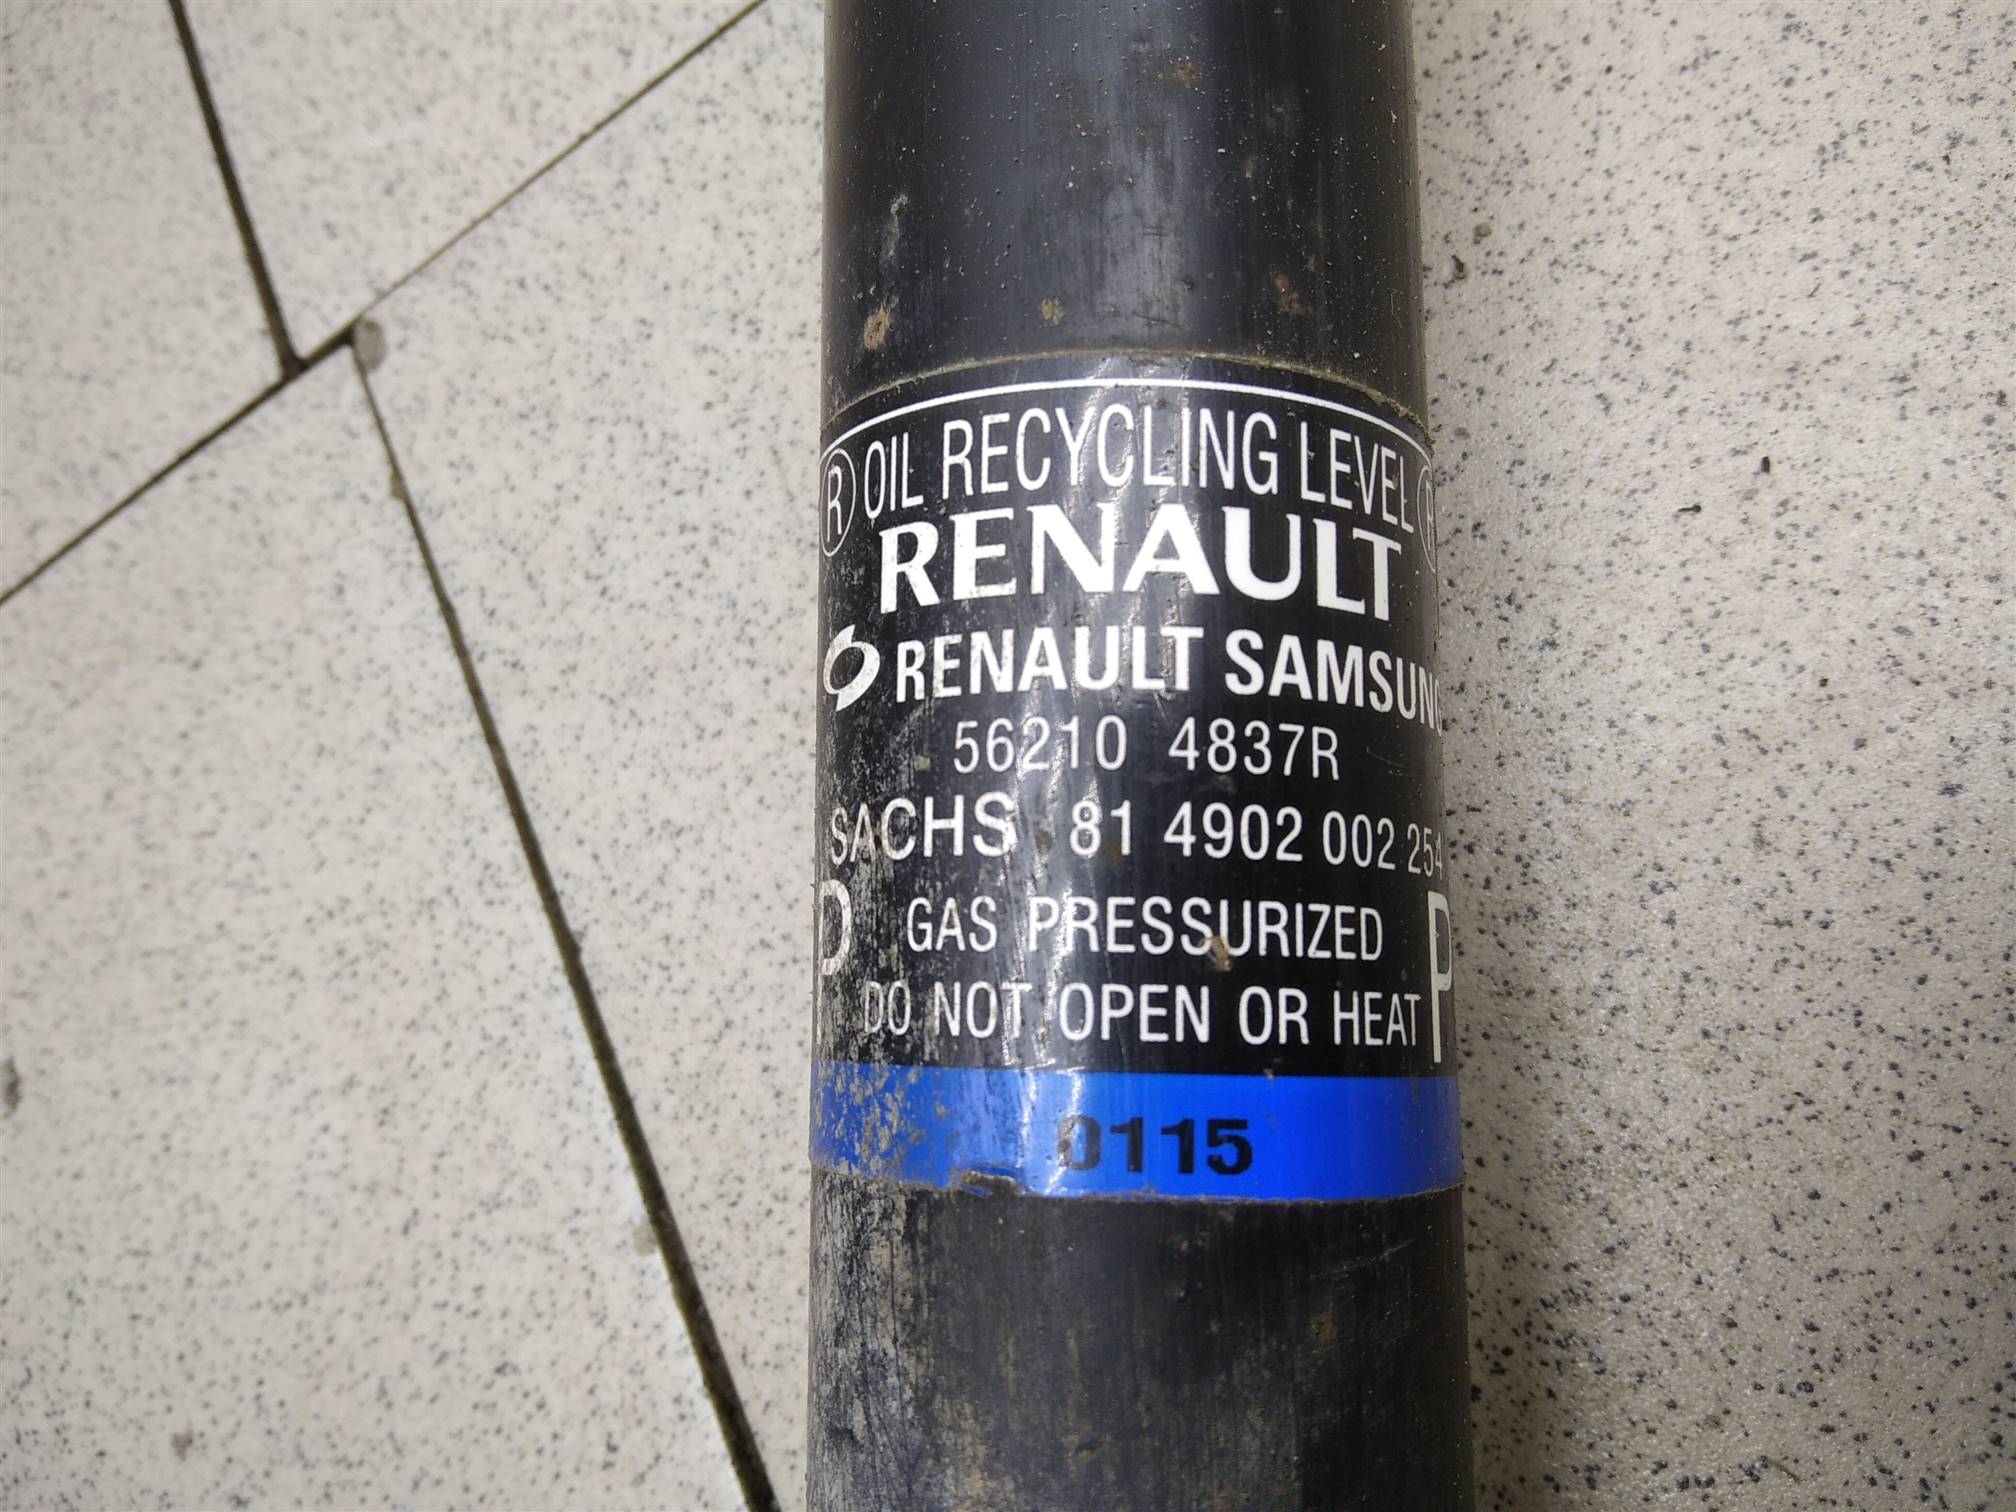 Ⓡ OIL RECYCLING LEVEL Ⓡ
RENAULT
RENAULT SAMSUNG
56210 4837R
SACHS 81 4902 002 254
GAS PRESSURIZED P
DO NOT OPEN OR HEAT
0115